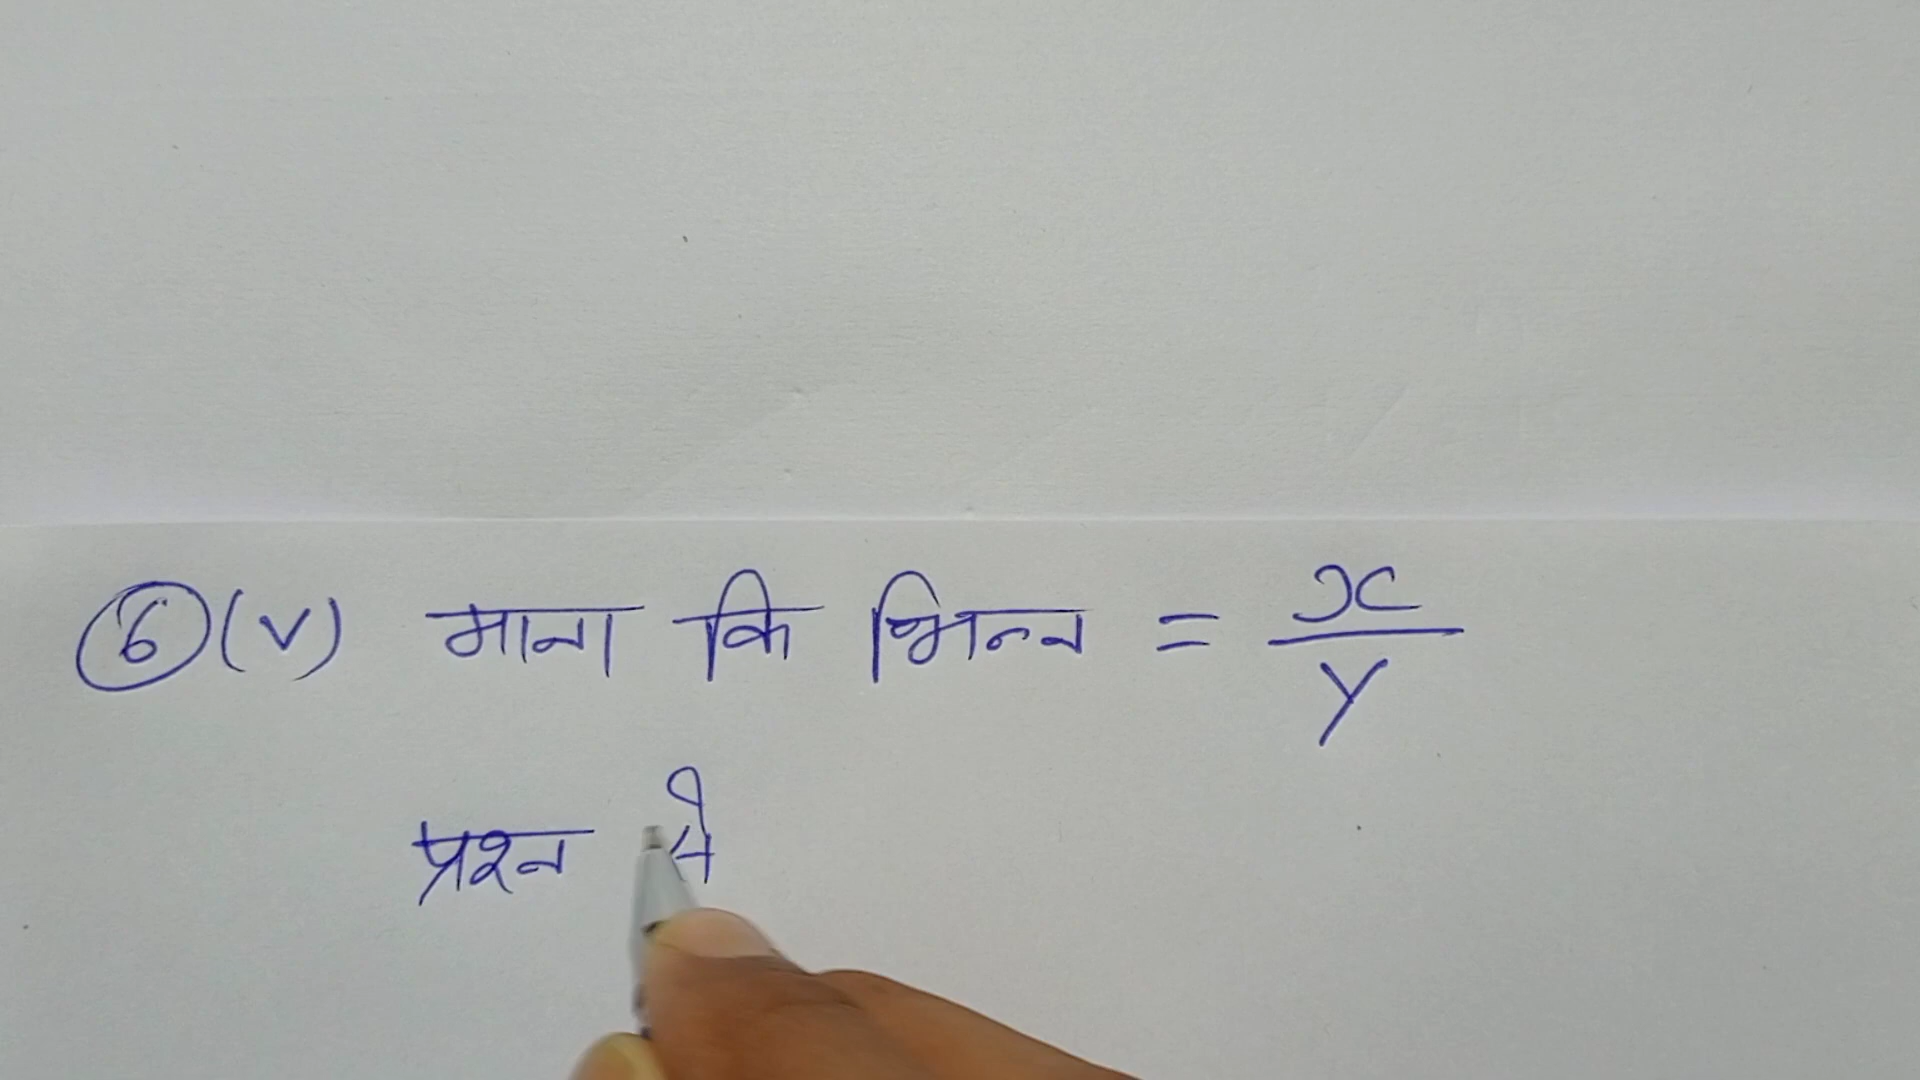 6 (v) माना कि भिन्न = x/y
प्रश्न से